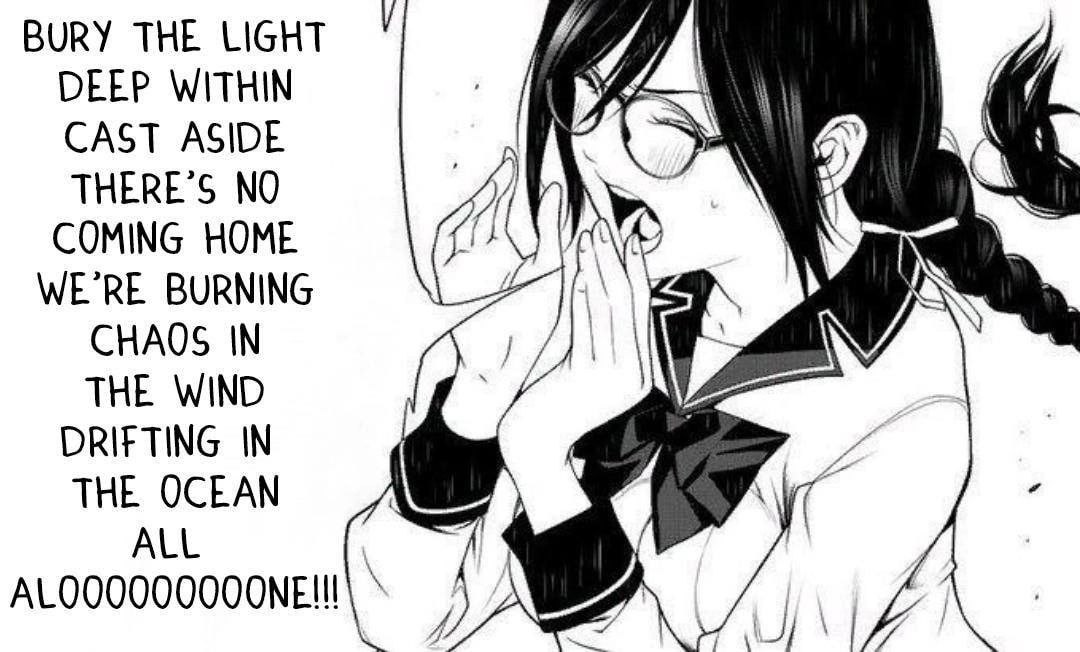 BURY THE LIGHT
DEEP WITHIN
CAST ASIDE
THERE'S NO
COMING HOME
WE'RE BURNING
CHAOS IN
THE WIND
DRIFTING IN
THE OCEAN
ALL
ALOOOOOOOOOONE!!!